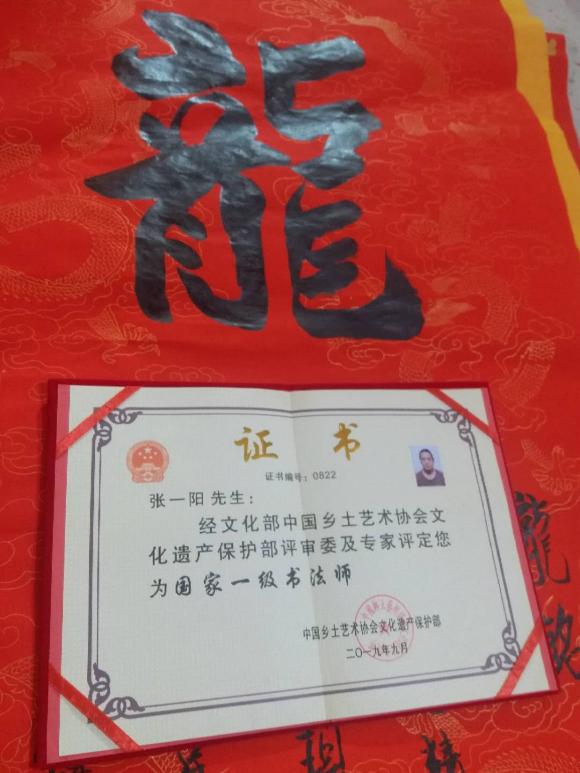 龍
证书
证书编号：0822
张一阳 先生：
经文化部中国乡土艺术协会文
化遗产保护部评审委及专家评定您
为国家一级书法师
中国乡土艺术协会文化遗产保护部
二〇一九年九月
龍